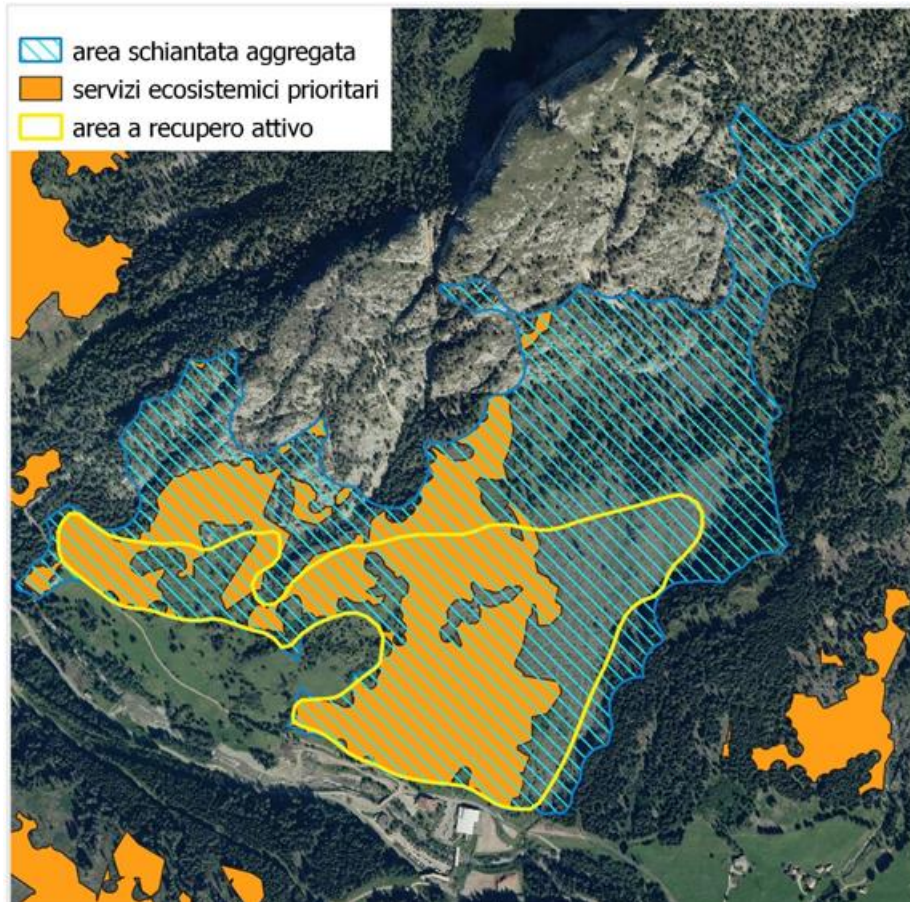 area schiantata aggregata
servizi ecosistemici prioritari
area a recupero attivo